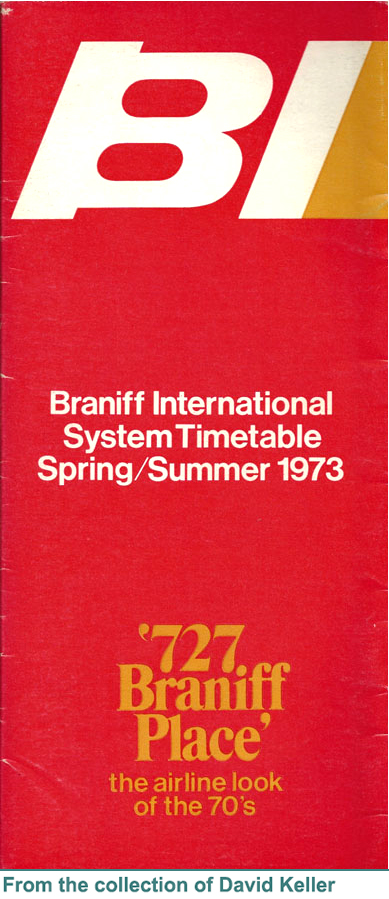 BI
Braniff International
System Timetable
Spring/Summer 1973
'727
Braniff
Place'
the airline look
of the 70's
From the collection of David Keller